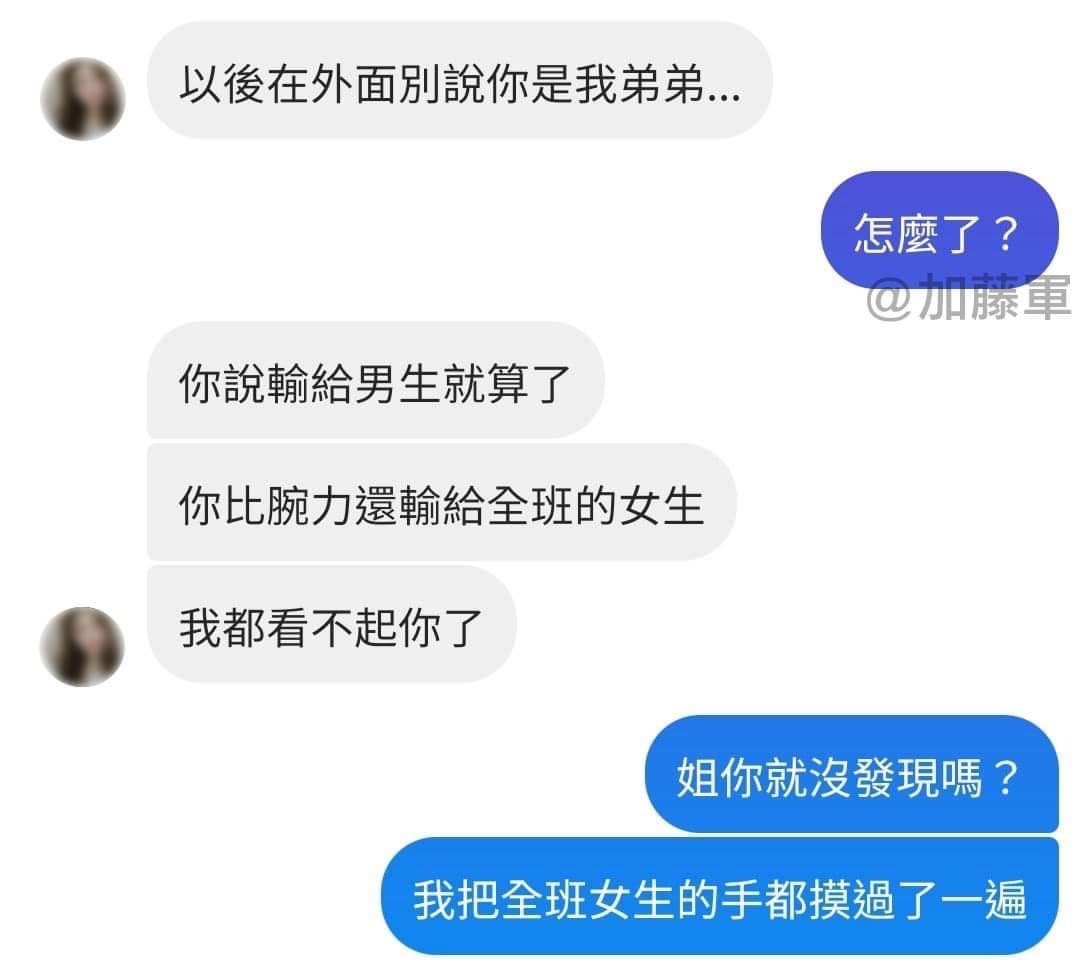 以後在外面別說你是我弟弟...
怎麼了？
@加藤軍
你說輸給男生就算了
你比腕力還輸給全班的女生
我都看不起你了
姐你就沒發現嗎？
我把全班女生的手都摸過了一遍